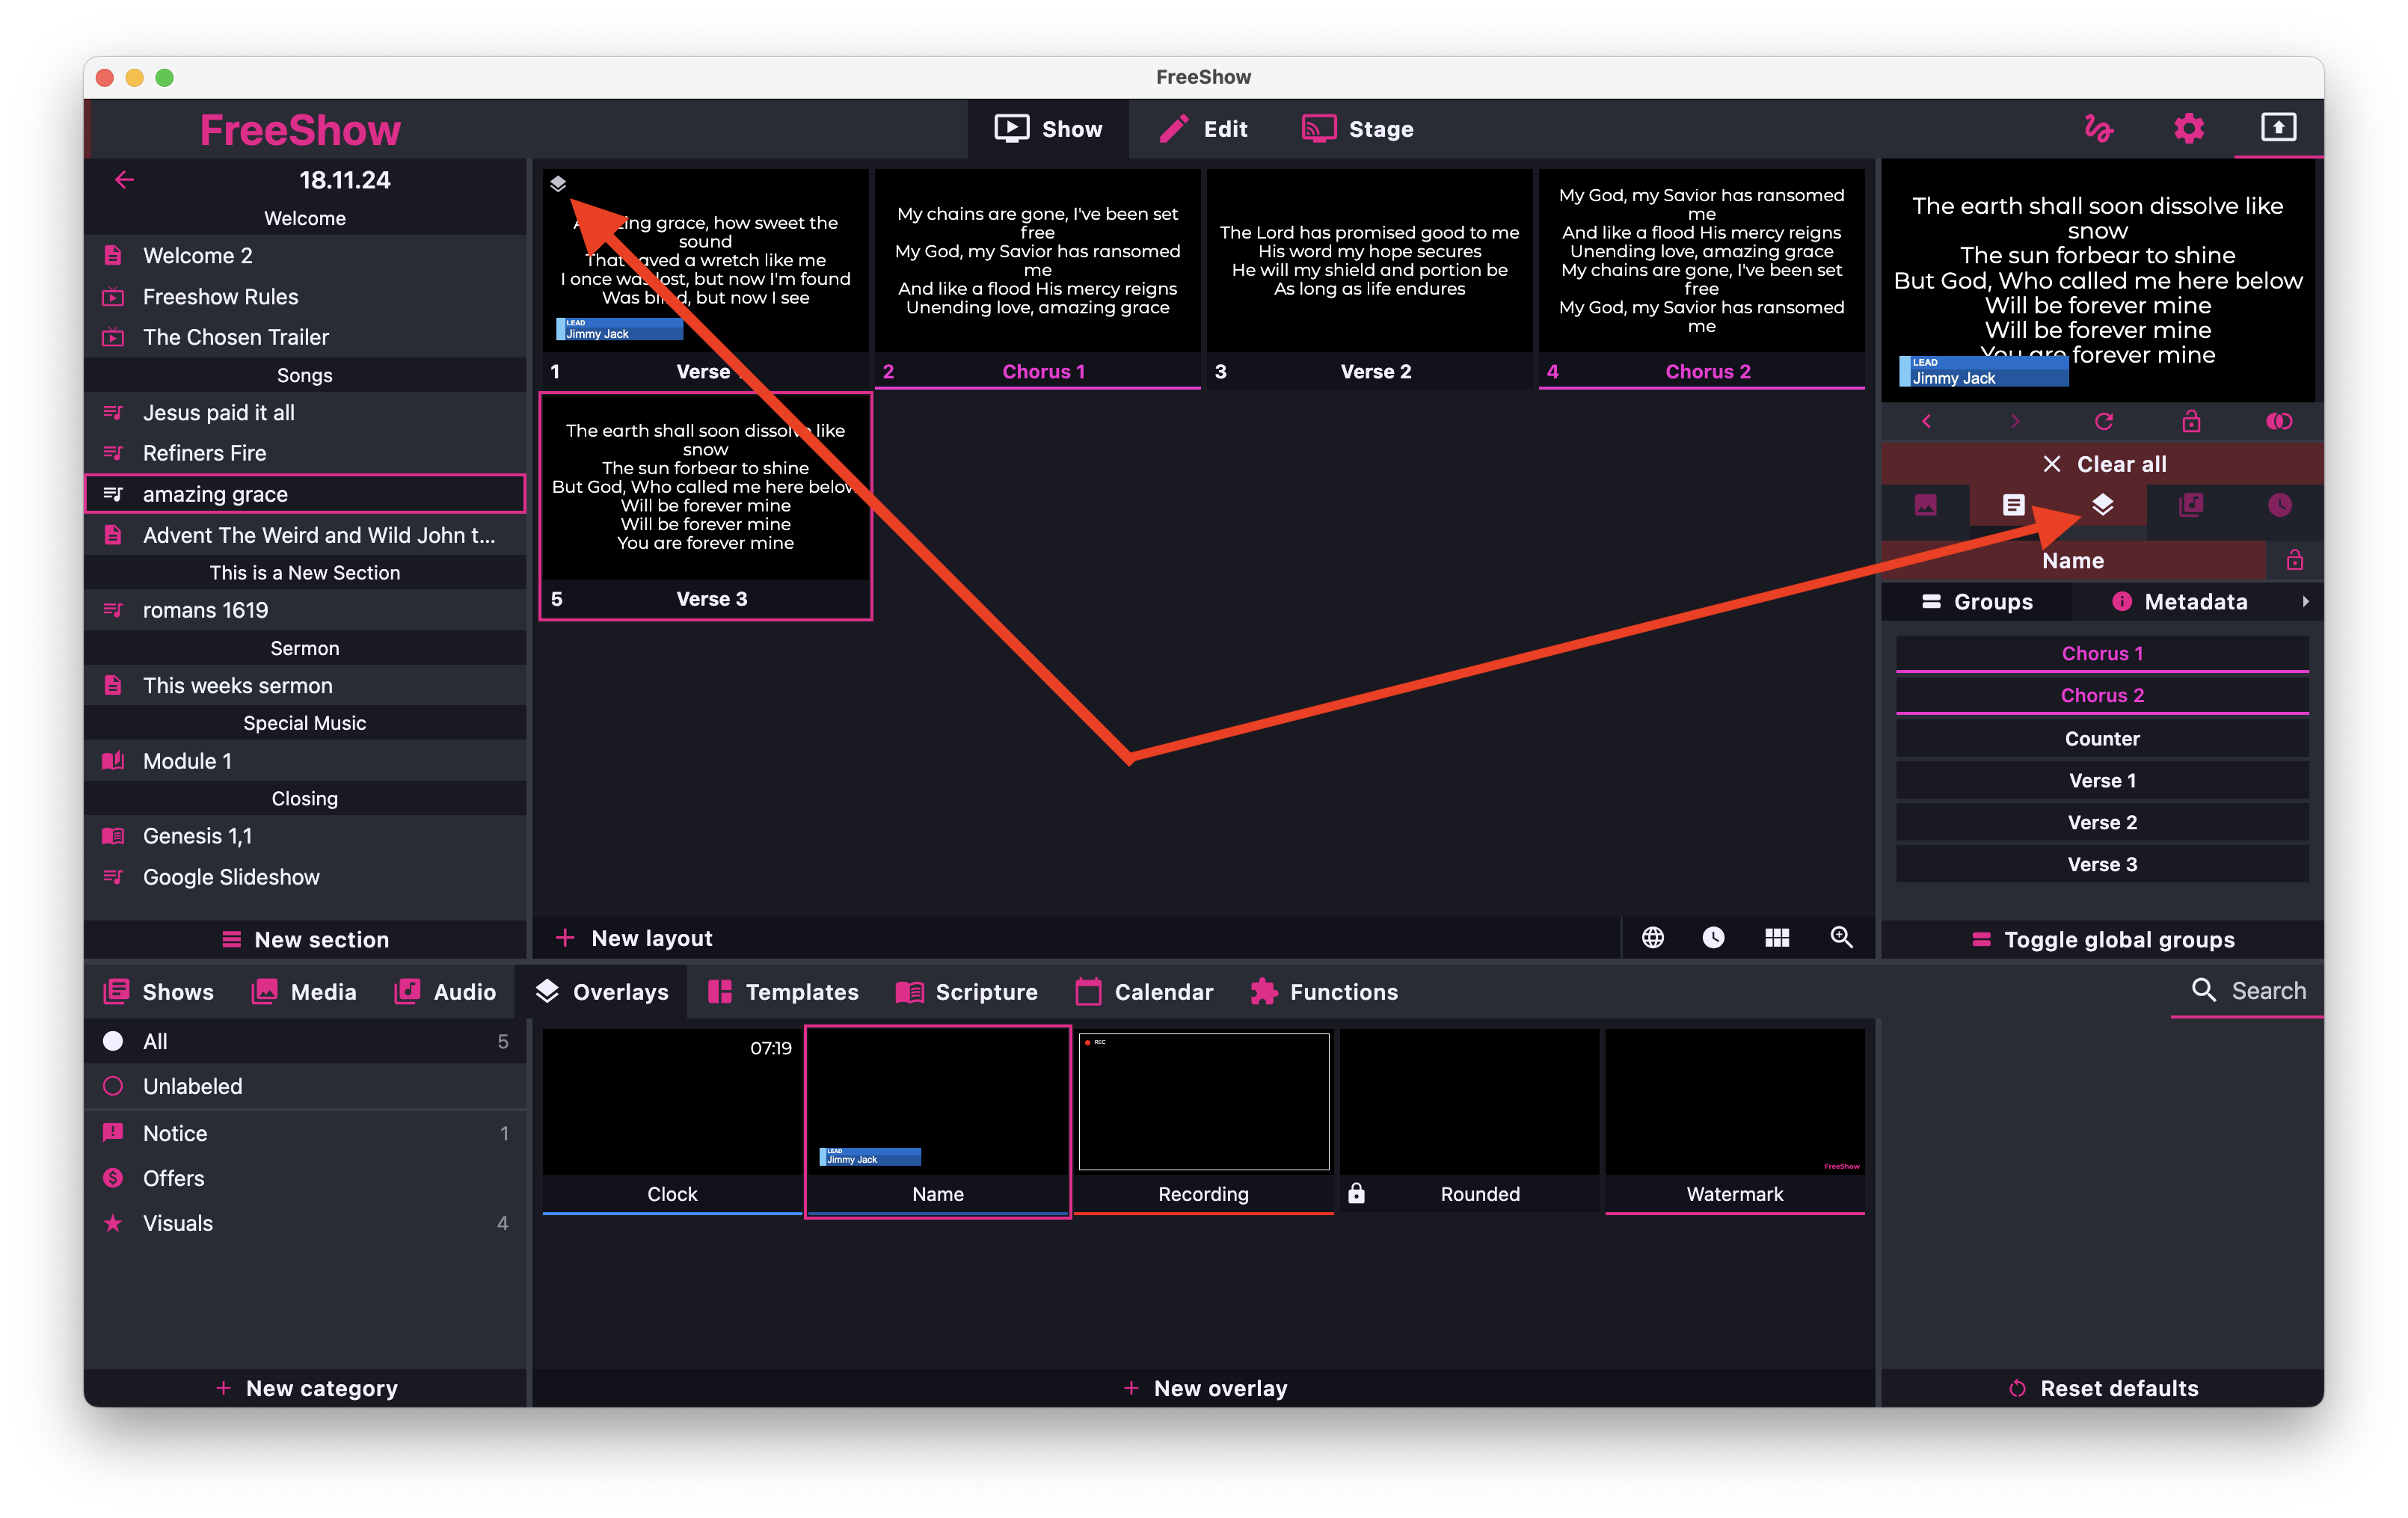 FreeShow
FreeShow
Show
Edit
Stage
18.11.24
Welcome
Welcome 2
Freeshow Rules
The Chosen Trailer
Songs
Jesus paid it all
Refiners Fire
amazing grace
Advent The Weird and Wild John t...
This is a New Section
romans 1619
Sermon
This weeks sermon
Special Music
Module 1
Closing
Genesis 1,1
Google Slideshow
New section
grace, how sweet the
sound
That saved a wretch like me
I once was lost, but now I'm found
Was blind, but now I see
LEAD
Jimmy Jack
1
Verse
My chains are gone, I've been set
free
My God, my Savior has ransomed
me
And like a flood His mercy reigns
Unending love, amazing grace
2
Chorus 1
The Lord has promised good to me
His word my hope secures
He will my shield and portion be
As long as life endures
3
Verse 2
My God, my Savior has ransomed
me
And like a flood His mercy reigns
Unending love, amazing grace
My chains are gone, I've been set
free
My God, my Savior has ransomed
me
4
Chorus 2
The earth shall soon dissolve like
snow
The sun forbear to shine
But God, Who called me here below
Will be forever mine
Will be forever mine
You are forever mine
5
Verse 3
New layout
The earth shall soon dissolve like
snow
The sun forbear to shine
But God, Who called me here below
Will be forever mine
Will be forever mine
You are forever mine
LEAD
Jimmy Jack
Clear all
Name
Groups
Metadata
Chorus 1
Chorus 2
Counter
Verse 1
Verse 2
Verse 3
Toggle global groups
Shows
Media
Audio
Overlays
Templates
Scripture
Calendar
Functions
Search
All 5
Unlabeled
Notice 1
Offers
Visuals 4
New category
07:19
Clock
LEAD
Jimmy Jack
Name
REC
Recording
Rounded
FreeShow
Watermark
New overlay
Reset defaults